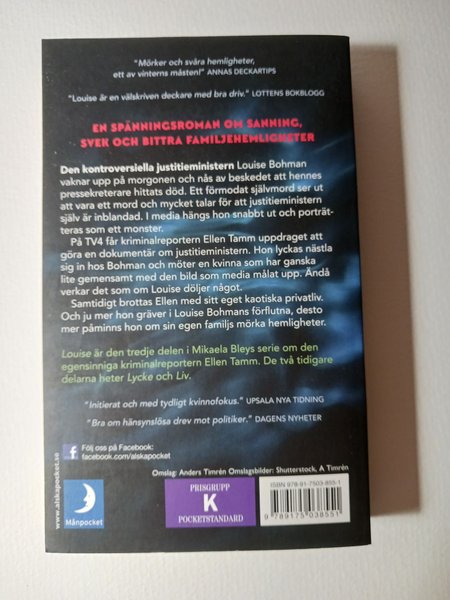 "Mörker och svåra hemligheter,
ett av vinterns måsten!" ANNAS DECKARTIPS
"Louise är en välskriven deckare med bra driv." LOTTENS BOKBLOGG
EN SPÄNNINGSROMAN OM SANNING,
SVEK OCH BITTRA FAMILJEHEMLIGHETER
Den kontroversiella justitieministern Louise Bohman
vaknar upp på morgonen och nås av beskedet att hennes
pressekreterare hittats död. Ett förmodat självmord ser ut
att vara ett mord och mycket talar för att justitieministern
själv är inblandad. I media hängs hon snabbt ut och porträt-
teras som ett monster.
På TV4 får kriminalreportern Ellen Tamm uppdraget att
göra en dokumentär om justitieministern. Hon lyckas nästla
sig in hos Bohman och möter en kvinna som har ganska
lite gemensamt med den bild som media målat upp. Ändå
verkar det som om Louise döljer något.
Samtidigt brottas Ellen med sitt eget kaotiska privatliv.
Och ju mer hon gräver i Louise Bohmans förflutna, desto
mer påminns hon om sin egen familjs mörka hemligheter.
Louise är den tredje delen i Mikaela Bleys serie om den
egensinniga kriminalreportern Ellen Tamm. De två tidigare
delarna heter Lycke och Liv.
"Initierat och med tydligt kvinnofokus." UPSALA NYA TIDNING
"Bra om hänsynslösa drev mot politiker." DAGENS NYHETER
Följ oss på Facebook:
facebook.com/alskapocket
Omslag: Anders Timrén Omslagsbilder: Shutterstock, A Timrén
www.alskapocket.se
Månpocket
PRISGRUPP
K
POCKETSTANDARD
ISBN 978-91-7503-855-1
9 789175 038551